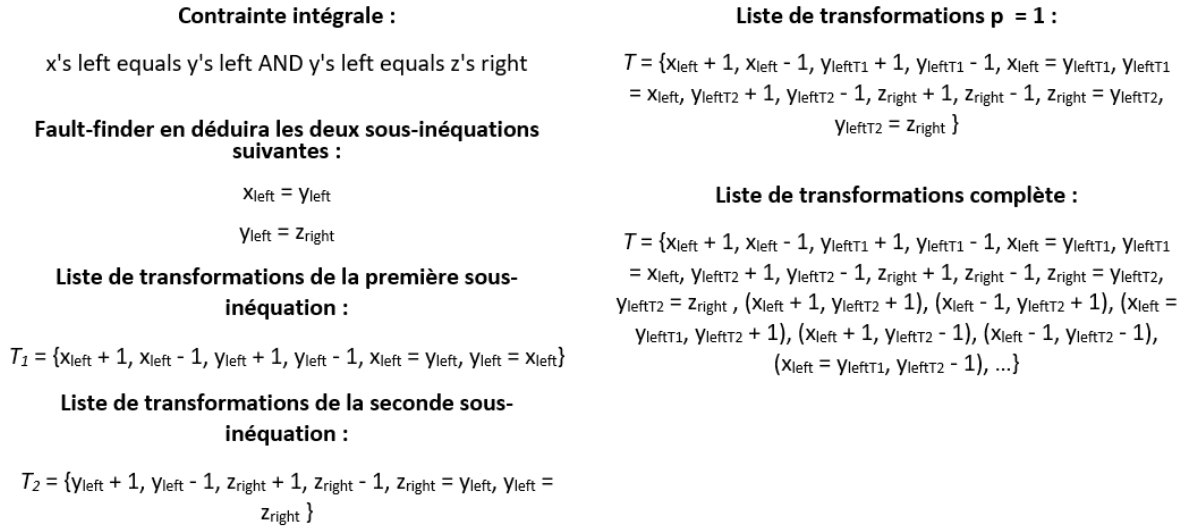 Contrainte intégrale :
x's left equals y's left AND y's left equals z's right
Fault-finder en déduira les deux sous-inéquations
suivantes :
xleft = yleft
yleft = zright
Liste de transformations de la première sous-
inéquation :
T1 = {xleft + 1, xleft - 1, yleft + 1, yleft - 1, xleft = yleft, yleft = xleft}
Liste de transformations de la seconde sous-
inéquation :
T2 = {yleft + 1, yleft - 1, zright + 1, zright - 1, zright = yleft, yleft =
zright }
Liste de transformations p = 1 :
T = {xleft + 1, xleft - 1, yleftT1 + 1, yleftT1 - 1, xleft = yleftT1, yleftT1
= xleft, yleftT2 + 1, yleftT2 - 1, zright + 1, zright - 1, zright = yleftT2,
yleftT2 = zright }
Liste de transformations complète :
T = {xleft + 1, xleft - 1, yleftT1 + 1, yleftT1 - 1, xleft = yleftT1, yleftT1
= xleft, yleftT2 + 1, yleftT2 - 1, zright + 1, zright - 1, zright = yleftT2,
yleftT2 = zright , (xleft + 1, yleftT2 + 1), (xleft - 1, yleftT2 + 1), (xleft =
yleftT1, yleftT2 + 1), (xleft + 1, yleftT2 - 1), (xleft - 1, yleftT2 - 1),
(xleft = yleftT1, yleftT2 - 1), ...}